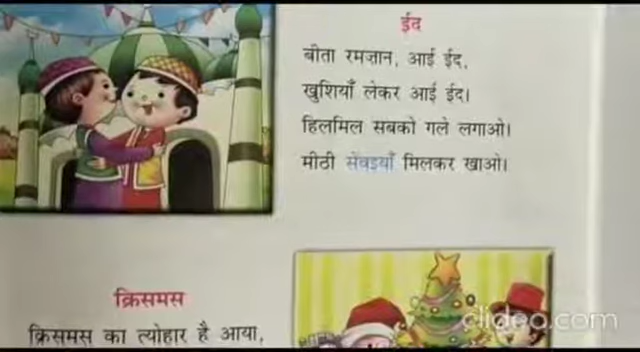 ईद
बीता रमज़ान, आई ईद,
खुशियाँ लेकर आई ईद।
हिलमिल सबको गले लगाओ।
मीठी सेवइयाँ मिलकर खाओ।
क्रिसमस
क्रिसमस का त्योहार है आया,
clideo.com